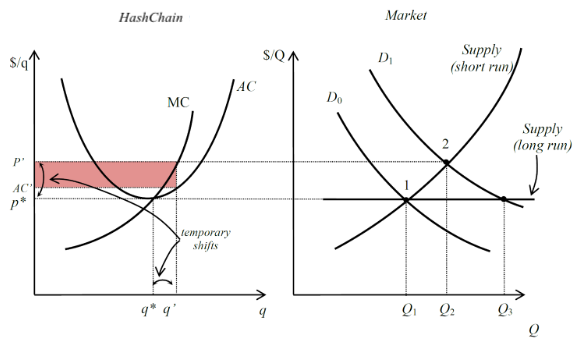 HashChain
Market
$/q
MC
AC
P'
AC'
p*
temporary
shifts
q* q'
q
$/Q
D₁
D₀
Supply
(short run)
2
Supply
(long run)
1
Q₁ Q₂ Q₃
Q